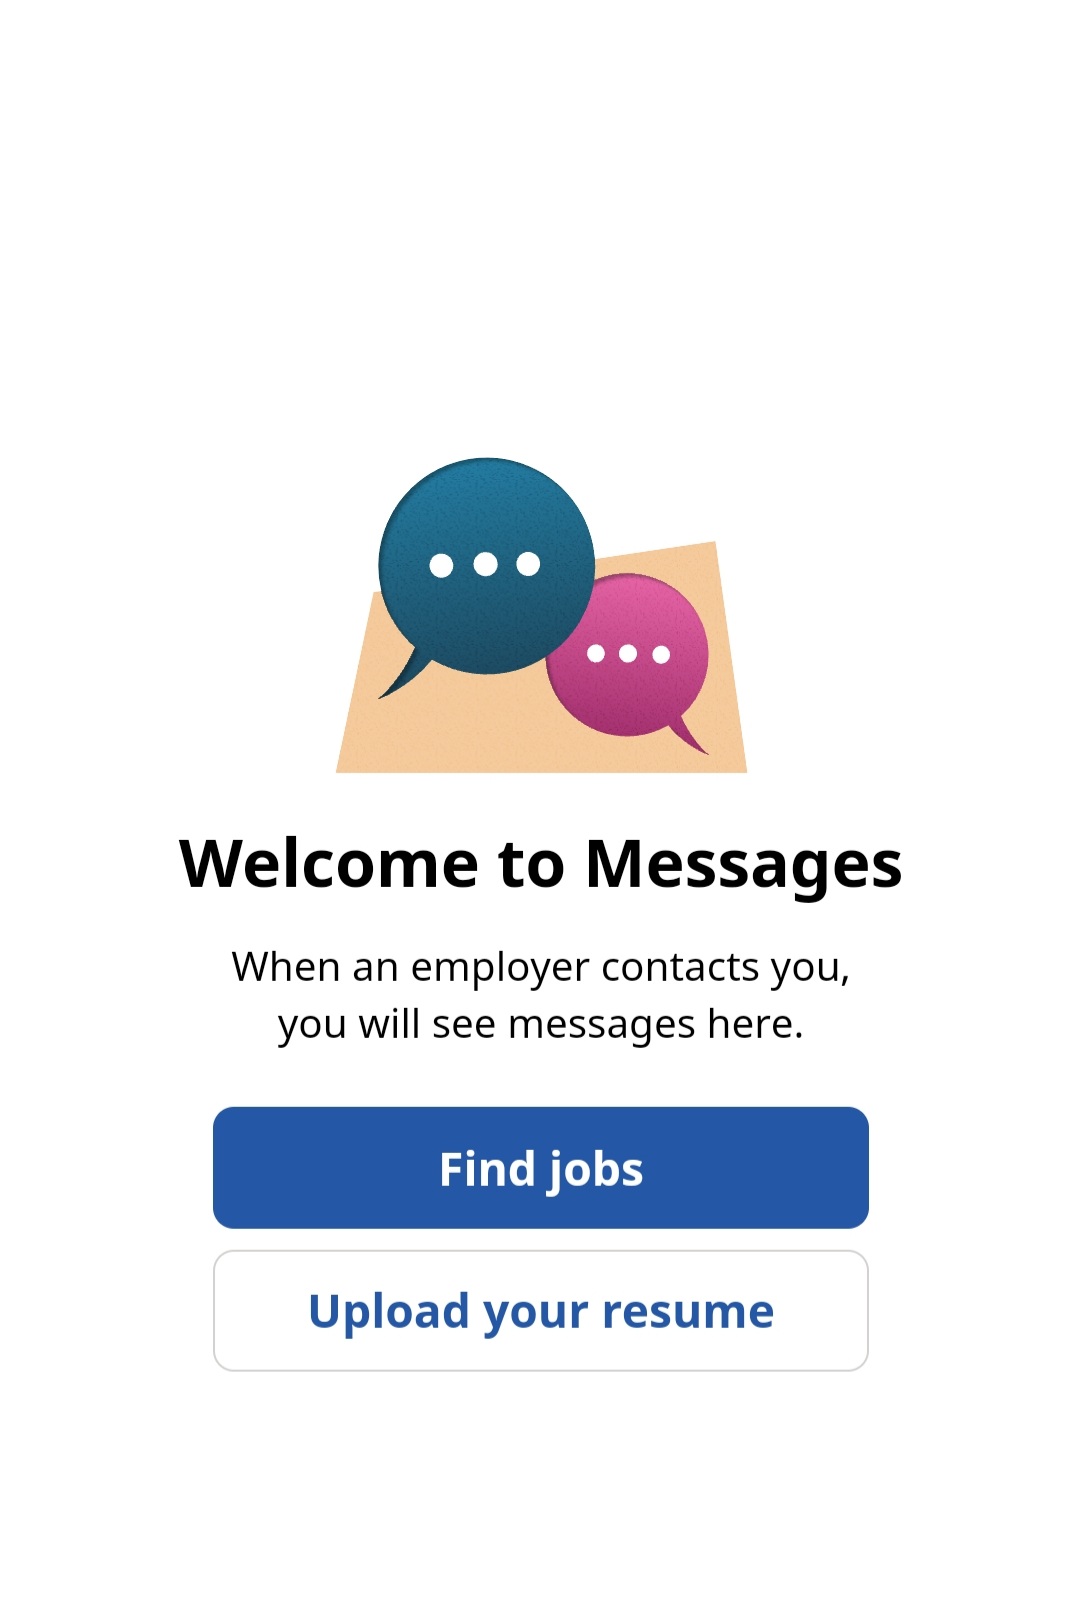 Welcome to Messages
When an employer contacts you,
you will see messages here.
Find jobs
Upload your resume